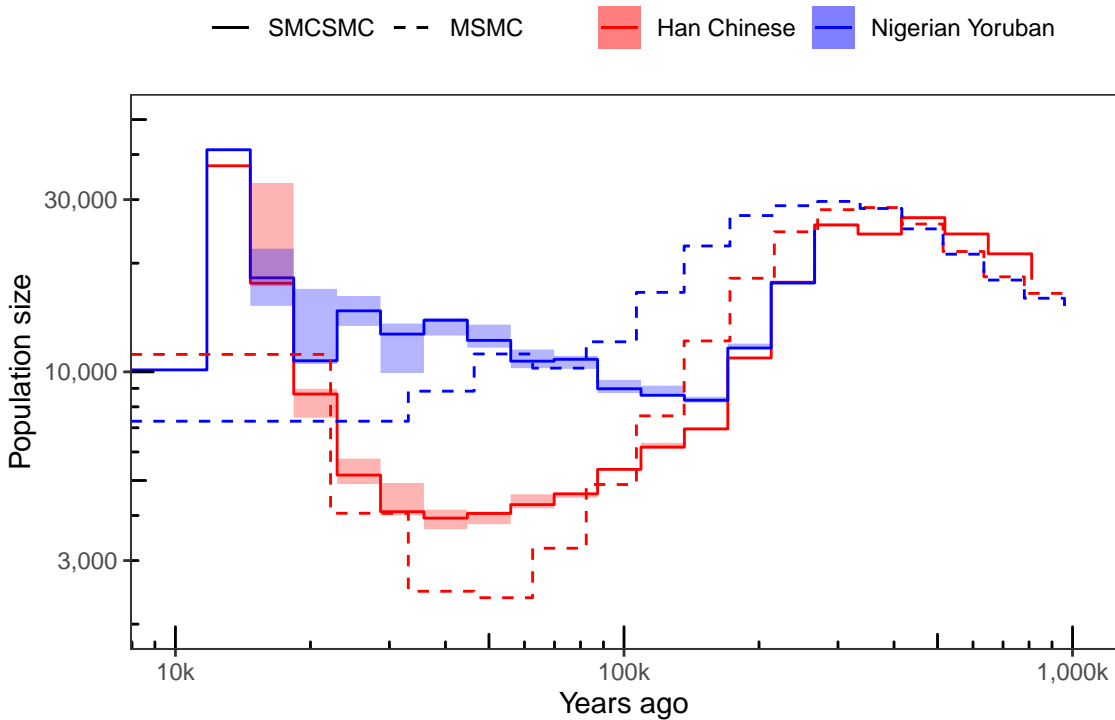 SMCSMC MSMC Han Chinese Nigerian Yoruban
30,000
10,000
3,000
Population size
10k 100k 1,000k
Years ago